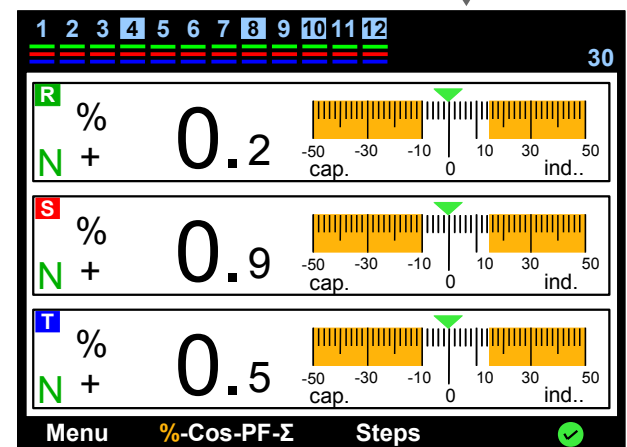 1 2 3 4 5 6 7 8 9 10 11 12
30
R
%
N + 0.2
-50 -30 -10 0 10 30 50
cap. ind..
S
%
N + 0.9
-50 -30 -10 0 10 30 50
cap. ind.
T
%
N + 0.5
-50 -30 -10 0 10 30 50
cap. ind..
Menu %-Cos-PF-Σ Steps